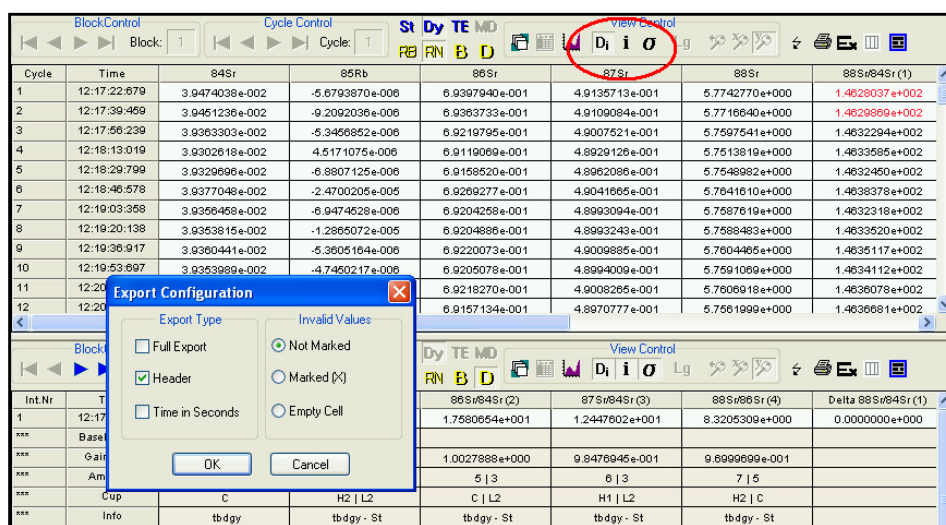 BlockControl Cycle Control View Control
Block: 1 Cycle: 1 St Dy TE MD RB RN B D Di i σ Lg Ex
Cycle Time 84Sr 85Rb 86Sr 87Sr 88Sr 88Sr/84Sr (1)
1 12:17:22:679 3.9474038e-002 -5.6793870e-006 6.9397940e-001 4.9135713e-001 5.7742770e+000 1.4628037e+002
2 12:17:39:459 3.9451236e-002 -9.2092036e-006 6.9363733e-001 4.9109084e-001 5.7716640e+000 1.4629869e+002
3 12:17:56:239 3.9363303e-002 -5.3456852e-006 6.9219795e-001 4.9007521e-001 5.7597541e+000 1.4632294e+002
4 12:18:13:019 3.9302618e-002 4.5171075e-006 6.9119069e-001 4.8929126e-001 5.7513819e+000 1.4633585e+002
5 12:18:29:799 3.9329696e-002 -6.8807125e-006 6.9158520e-001 4.8962086e-001 5.7548982e+000 1.4632450e+002
6 12:18:46:578 3.9377048e-002 -2.4700205e-005 6.9269277e-001 4.9041665e-001 5.7641610e+000 1.4638378e+002
7 12:19:03:358 3.9356458e-002 -6.9474528e-006 6.9204258e-001 4.8993094e-001 5.7587619e+000 1.4632318e+002
8 12:19:20:138 3.9353815e-002 -1.2865072e-005 6.9204886e-001 4.8993243e-001 5.7588483e+000 1.4633520e+002
9 12:19:36:917 3.9360441e-002 -5.3605164e-006 6.9220073e-001 4.9009885e-001 5.7604465e+000 1.4635117e+002
10 12:19:53:697 3.9353989e-002 -4.7450217e-006 6.9205078e-001 4.8994009e-001 5.7591069e+000 1.4634112e+002
11 12:20 6.9218270e-001 4.9008265e-001 5.7606918e+000 1.4636078e+002
12 12:20 6.9157134e-001 4.8970777e-001 5.7561999e+000 1.4636681e+002
Export Configuration
Export Type Invalid Values
Full Export Not Marked
Header Marked (X)
Time in Seconds Empty Cell
OK Cancel
Block Dy TE MD RN B D View Control Di i σ Lg Ex
Int.Nr T 86Sr/84Sr (2) 87Sr/84Sr (3) 88Sr/86Sr (4) Delta 88Sr/84Sr (1)
1 12:17 1.7580654e+001 1.2447602e+001 8.3205309e+000 0.0000000e+000
*** Basel
*** Gain 1.0027888e+000 9.8476945e-001 9.6999699e-001
*** Am 5 | 3 6 | 3 7 | 5
*** Cup C H2 | L2 C | L2 H1 | L2 H2 | C
*** Info tbdgy tbdgy - St tbdgy - St tbdgy - St tbdgy - St